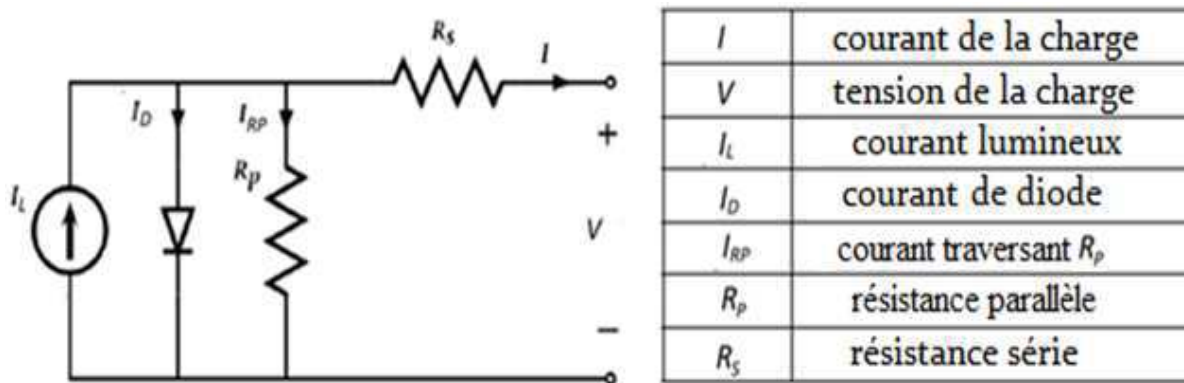 R_s
I
I_D
I_RP
+
R_p
I_L
V
−
I courant de la charge
V tension de la charge
I_L courant lumineux
I_D courant de diode
I_RP courant traversant R_p
R_P résistance parallèle
R_S résistance série